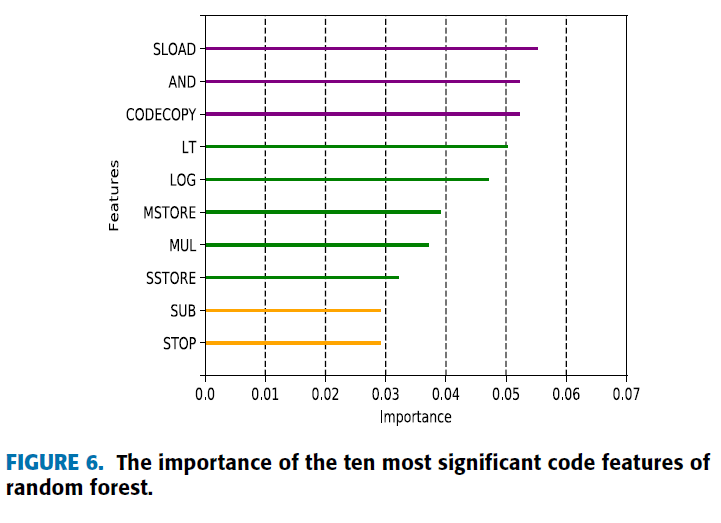 SLOAD
AND
CODECOPY
LT
LOG
MSTORE
MUL
SSTORE
SUB
STOP
Features
0.0 0.01 0.02 0.03 0.04 0.05 0.06 0.07
Importance
FIGURE 6. The importance of the ten most significant code features of
random forest.